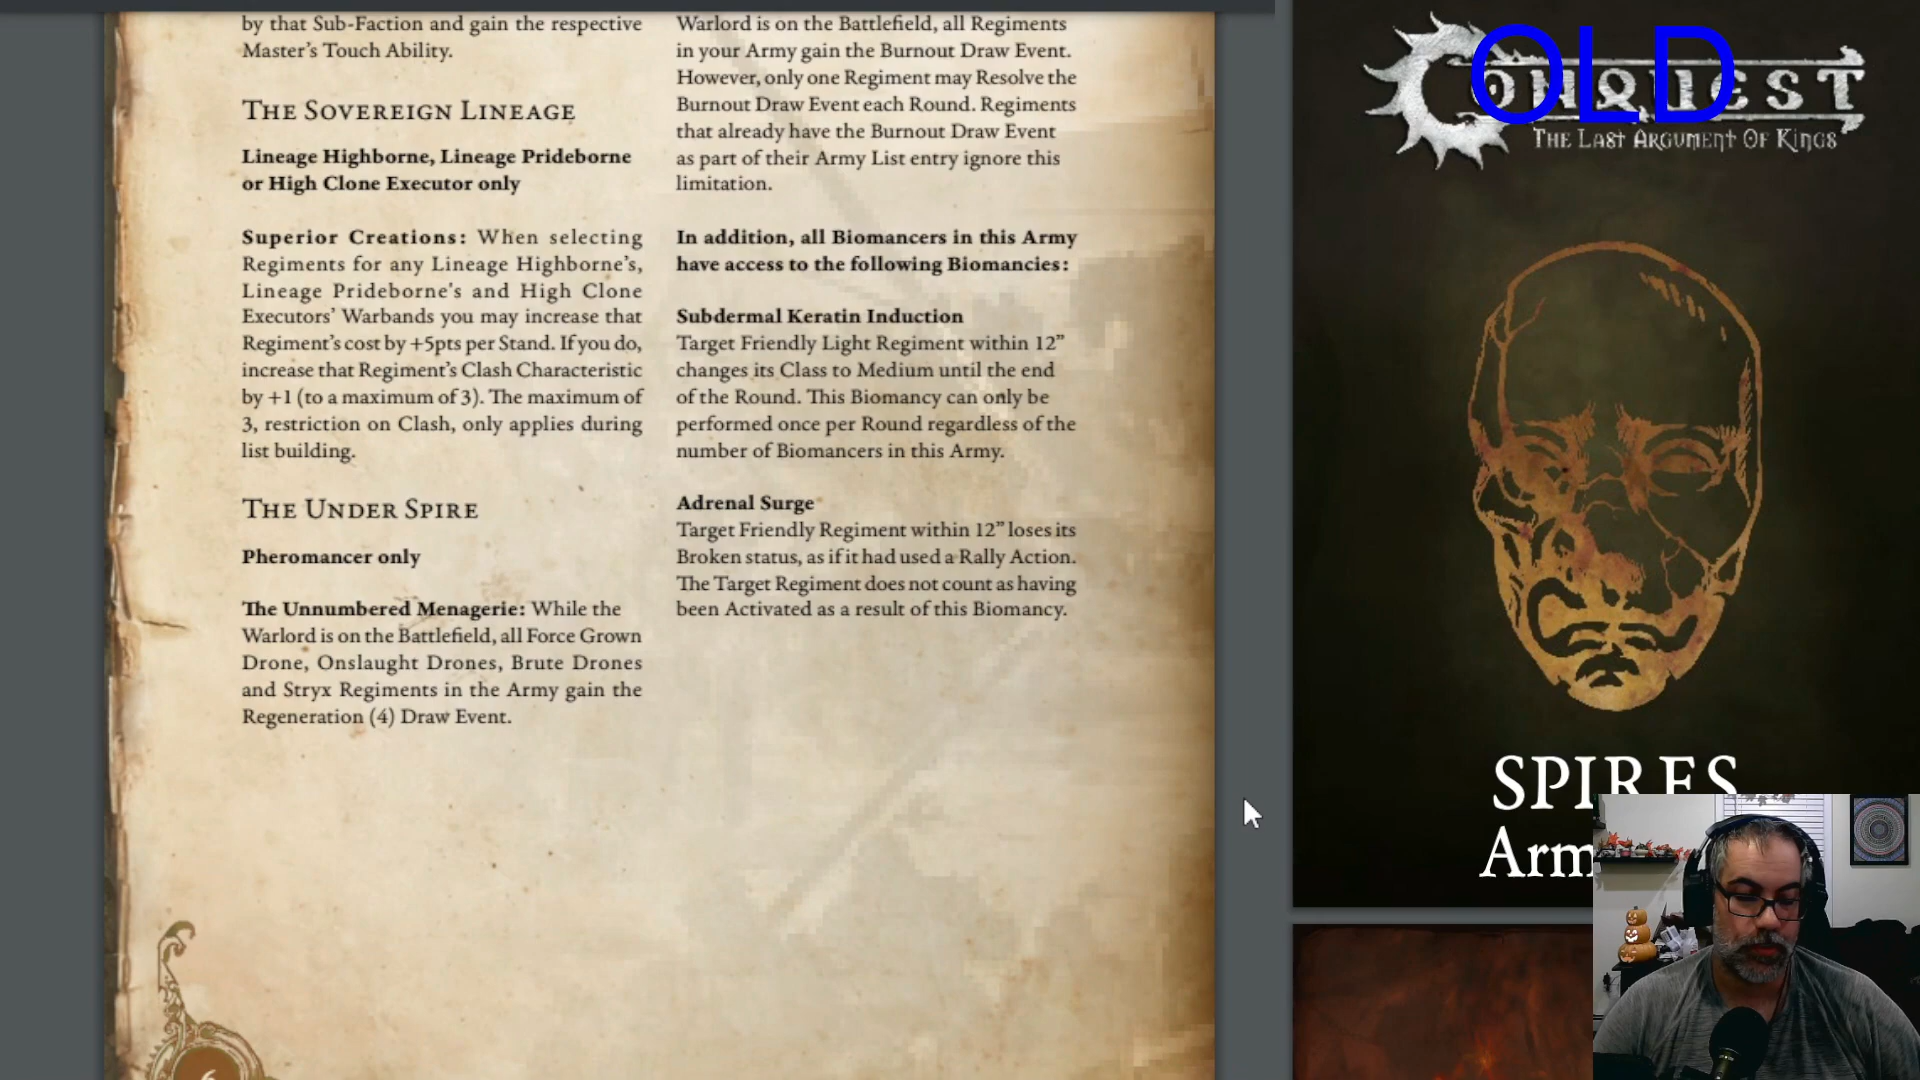 by that Sub-Faction and gain the respective
Master's Touch Ability.
THE SOVEREIGN LINEAGE
Lineage Highborne, Lineage Prideborne
or High Clone Executor only
Superior Creations: When selecting
Regiments for any Lineage Highborne's,
Lineage Prideborne's and High Clone
Executors' Warbands you may increase that
Regiment's cost by +5pts per Stand. If you do,
increase that Regiment's Clash Characteristic
by +1 (to a maximum of 3). The maximum of
3, restriction on Clash, only applies during
list building.
THE UNDER SPIRE
Pheromancer only
The Unnumbered Menagerie: While the
Warlord is on the Battlefield, all Force Grown
Drone, Onslaught Drones, Brute Drones
and Stryx Regiments in the Army gain the
Regeneration (4) Draw Event.
6
Warlord is on the Battlefield, all Regiments
in your Army gain the Burnout Draw Event.
However, only one Regiment may Resolve the
Burnout Draw Event each Round. Regiments
that already have the Burnout Draw Event
as part of their Army List entry ignore this
limitation.
In addition, all Biomancers in this Army
have access to the following Biomancies:
Subdermal Keratin Induction
Target Friendly Light Regiment within 12”
changes its Class to Medium until the end
of the Round. This Biomancy can only be
performed once per Round regardless of the
number of Biomancers in this Army.
Adrenal Surge
Target Friendly Regiment within 12” loses its
Broken status, as if it had used a Rally Action.
The Target Regiment does not count as having
been Activated as a result of this Biomancy.
OLD
CONQUEST
THE LAST ARGUMENT OF KINGS
SPIRES
Arm